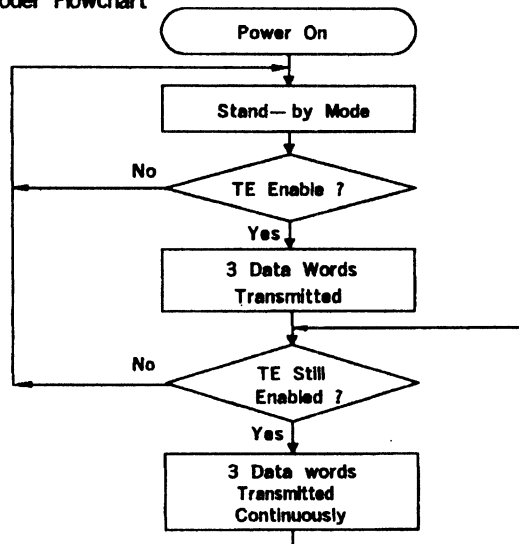 Flowchart
Power On
Stand-by Mode
No
TE Enable ?
Yes
3 Data Words
Transmitted
No
TE Still
Enabled ?
Yes
3 Data words
Transmitted
Continuously